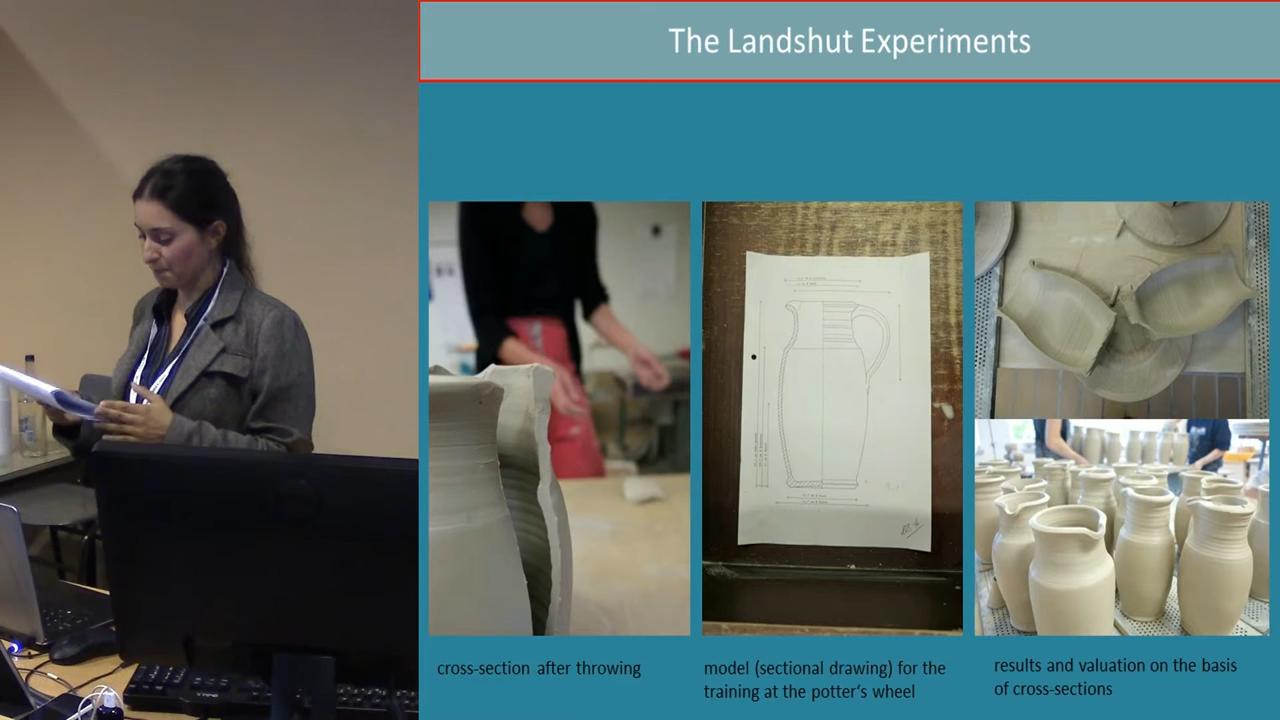 The Landshut Experiments
cross-section after throwing
model (sectional drawing) for the
training at the potter‘s wheel
results and valuation on the basis
of cross-sections